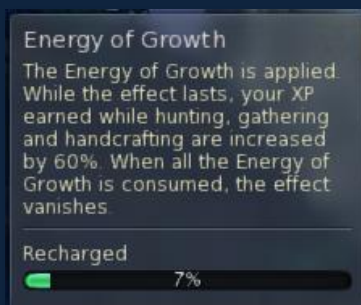 Energy of Growth
The Energy of Growth is applied.
While the effect lasts, your XP
earned while hunting, gathering
and handcrafting are increased
by 60%. When all the Energy of
Growth is consumed, the effect
vanishes.
Recharged
7%